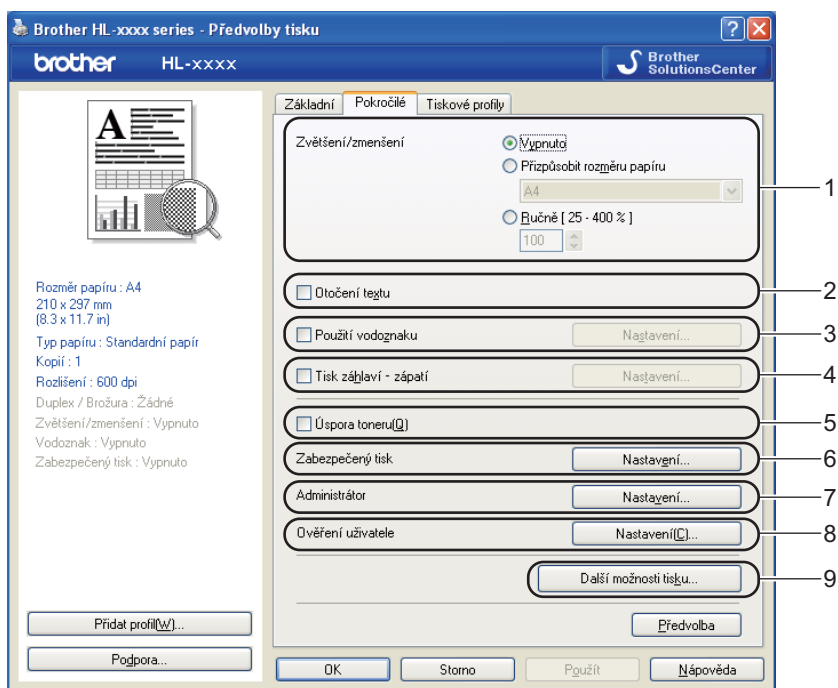 Brother HL-xxxx series - Předvolby tisku
brother HL-xxxx
Brother
SolutionsCenter
Základní Pokročilé Tiskové profily
A
Rozměr papíru : A4
210 x 297 mm
(8.3 x 11.7 in)
Typ papíru : Standardní papír
Kopií : 1
Rozlišení : 600 dpi
Duplex / Brožura : Žádné
Zvětšení/zmenšení : Vypnuto
Vodoznak : Vypnuto
Zabezpečený tisk : Vypnuto
Přidat profil(W)...
Podpora...
Zvětšení/zmenšení
Vypnuto
Přizpůsobit rozměru papíru
A4
Ručně [ 25 - 400 % ]
100
1
Otočení textu
2
Použití vodoznaku Nastavení...
3
Tisk záhlaví - zápatí Nastavení...
4
Úspora toneru(Q)
5
Zabezpečený tisk Nastavení...
6
Administrátor Nastavení...
7
Ověření uživatele Nastavení(C)...
8
Další možnosti tisku...
9
Předvolba
OK Storno Použít Nápověda